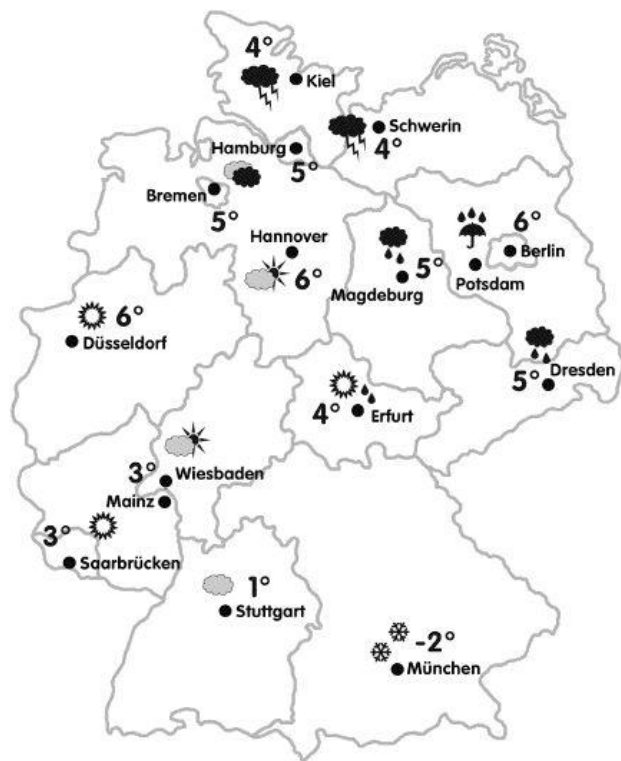 4°
Kiel
Schwerin
4°
Hamburg
5°
Bremen
5°
Hannover
6°
6°
Berlin
Potsdam
5°
Magdeburg
6°
Düsseldorf
Dresden
5°
4°
Erfurt
3°
Wiesbaden
Mainz
3°
Saarbrücken
1°
Stuttgart
-2°
München